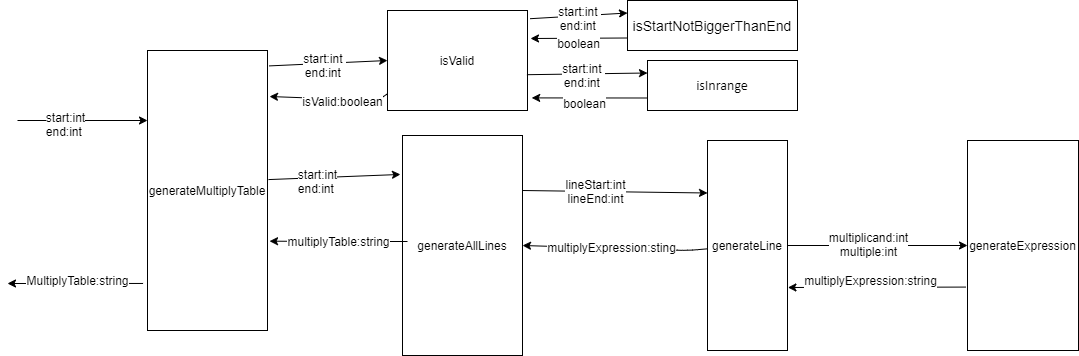 start:int
end:int
generateMultiplyTable
MultiplyTable:string
start:int
end:int
isValid:boolean
isValid
start:int
end:int
boolean
isStartNotBiggerThanEnd
start:int
end:int
boolean
isInrange
start:int
end:int
multiplyTable:string
generateAllLines
lineStart:int
lineEnd:int
multiplyExpression:sting
generateLine
multiplicand:int
multiple:int
multiplyExpression:string
generateExpression